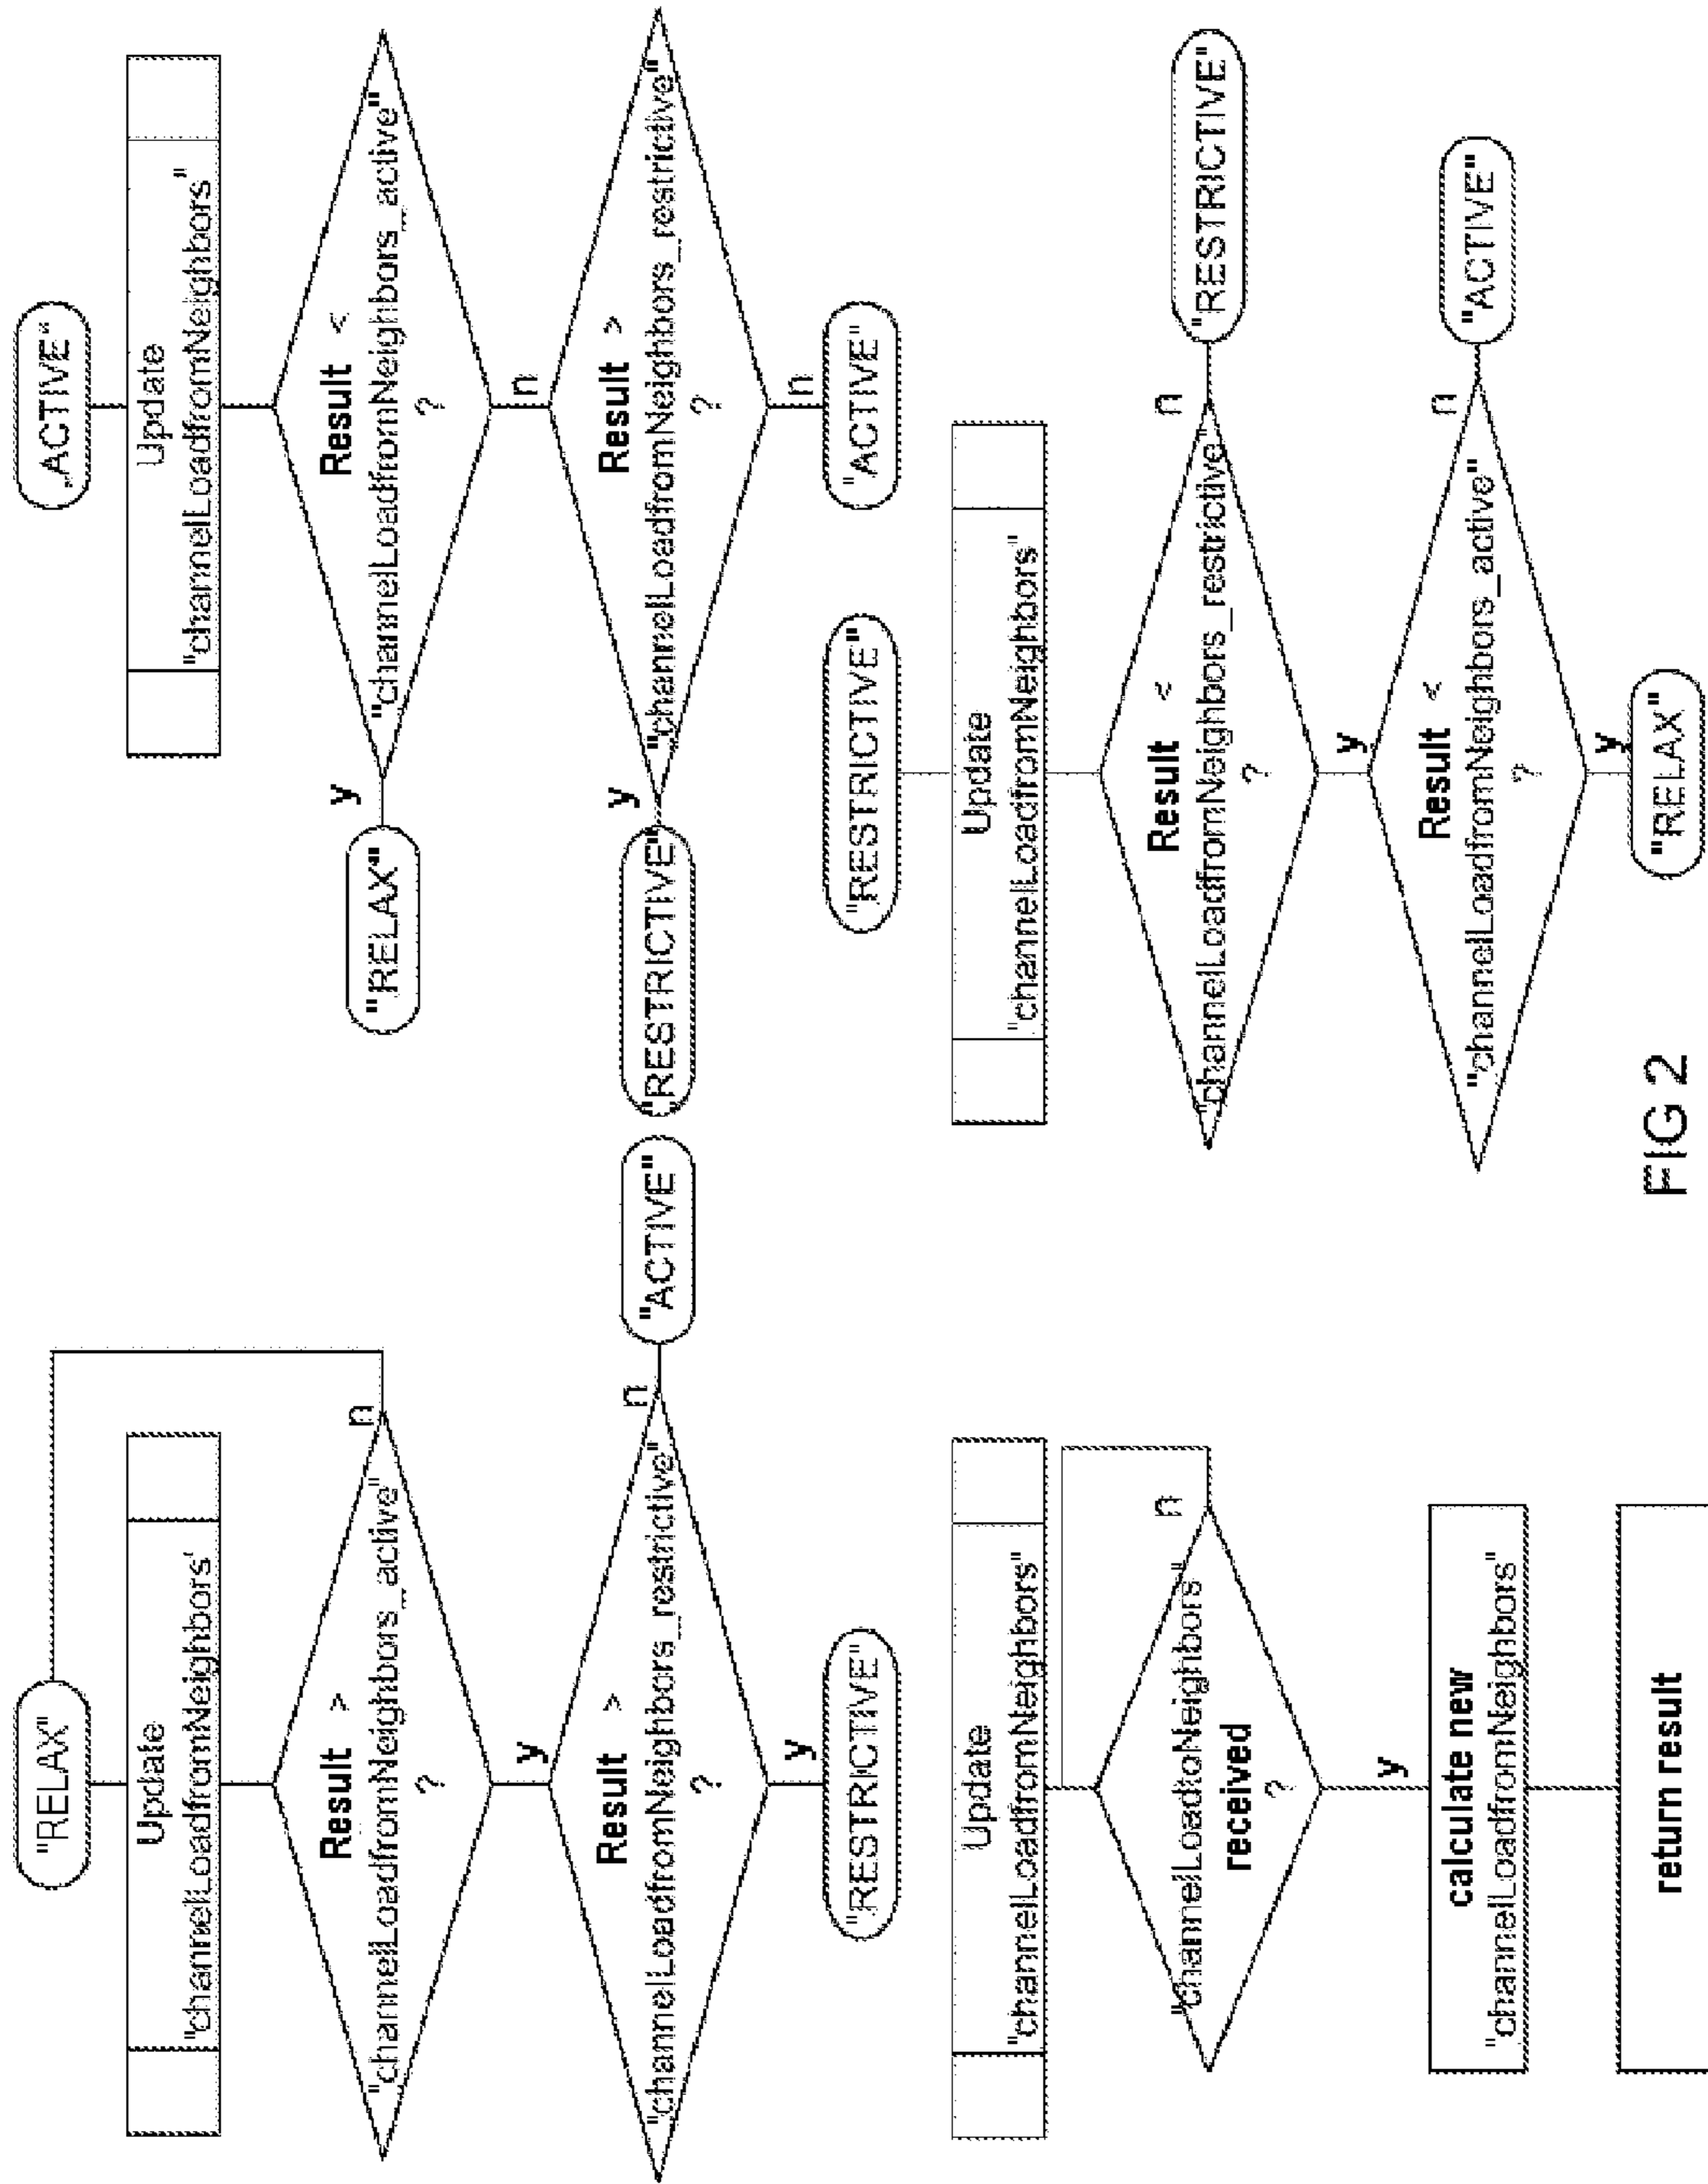 "RELAX"
Update
"channelLoadfromNeighbors'
Result >
"channelLoadfromNeighbors_active"
?
n
y
Result >
"channelLoadfromNeighbors_restrictive"
?
n
"ACTIVE"
y
"RESTRICTIVE"
„ACTIVE“
Update
"channelLoadfromNeighbors"
Result <
"channelLoadfromNeighbors_active"
?
y
"RELAX"
n
Result >
"channelLoadfromNeighbors_restrictive"
?
y
"RESTRICTIVE"
n
"ACTIVE"
Update
"channelLoadfromNeighbors"
"channelLoadtoNeighbors"
received
?
n
y
calculate new
"channelLoadfromNeighbors"
return result
"RESTRICTIVE"
Update
"channelLoadfromNeighbors"
Result <
"channelLoadfromNeighbors_restrictive"
?
n
"RESTRICTIVE"
y
Result <
"channelLoadfromNeighbors_active"
?
n
"ACTIVE"
y
"RELAX"
FIG 2